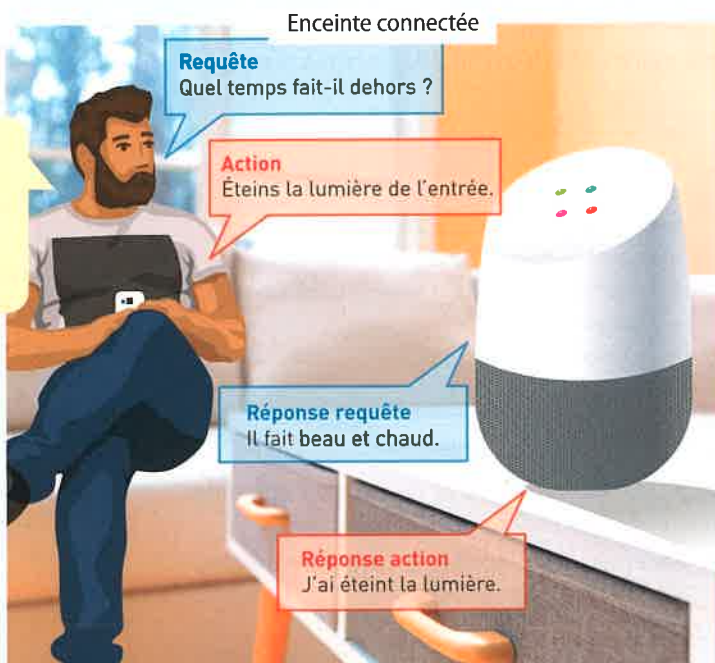 Enceinte connectée
Requête
Quel temps fait-il dehors ?
Action
Éteins la lumière de l'entrée.
Réponse requête
Il fait beau et chaud.
Réponse action
J'ai éteint la lumière.